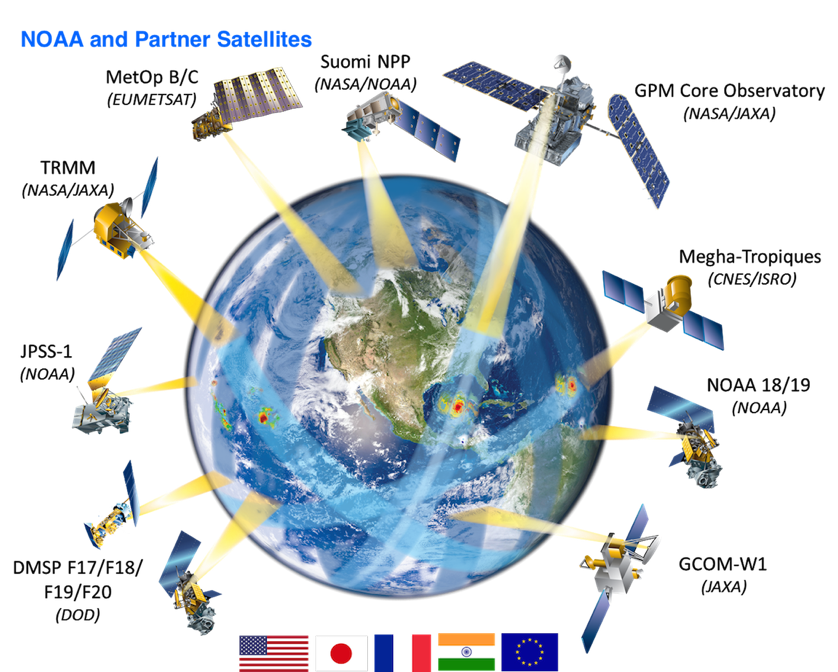 NOAA and Partner Satellites
MetOp B/C
(EUMETSAT)
Suomi NPP
(NASA/NOAA)
GPM Core Observatory
(NASA/JAXA)
TRMM
(NASA/JAXA)
Megha-Tropiques
(CNES/ISRO)
JPSS-1
(NOAA)
NOAA 18/19
(NOAA)
DMSP F17/F18/
F19/F20
(DOD)
GCOM-W1
(JAXA)